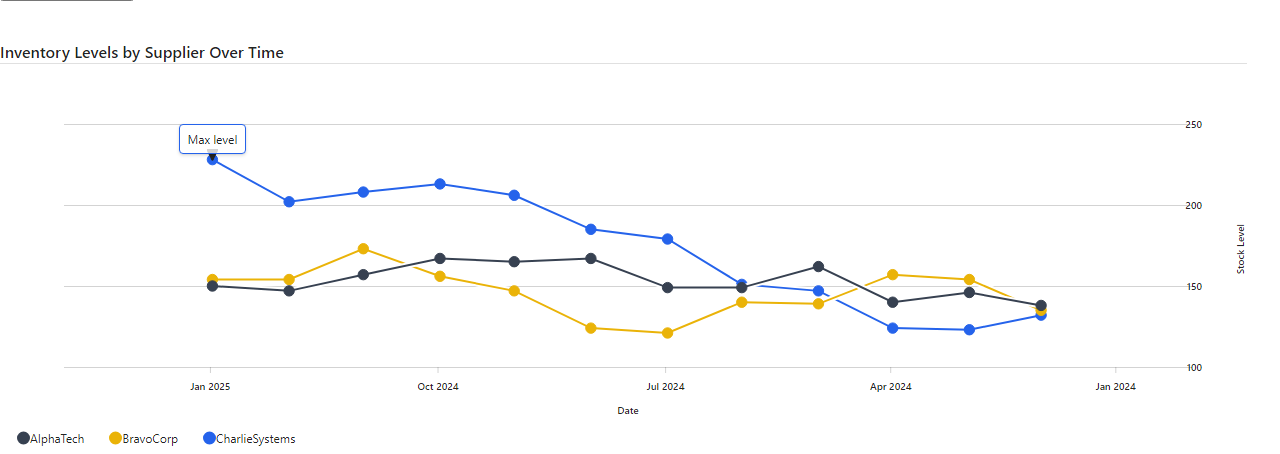 Inventory Levels by Supplier Over Time
250
Max level
200
Stock Level
150
100
Jan 2025 Oct 2024 Jul 2024 Apr 2024 Jan 2024
Date
AlphaTech BravoCorp CharlieSystems